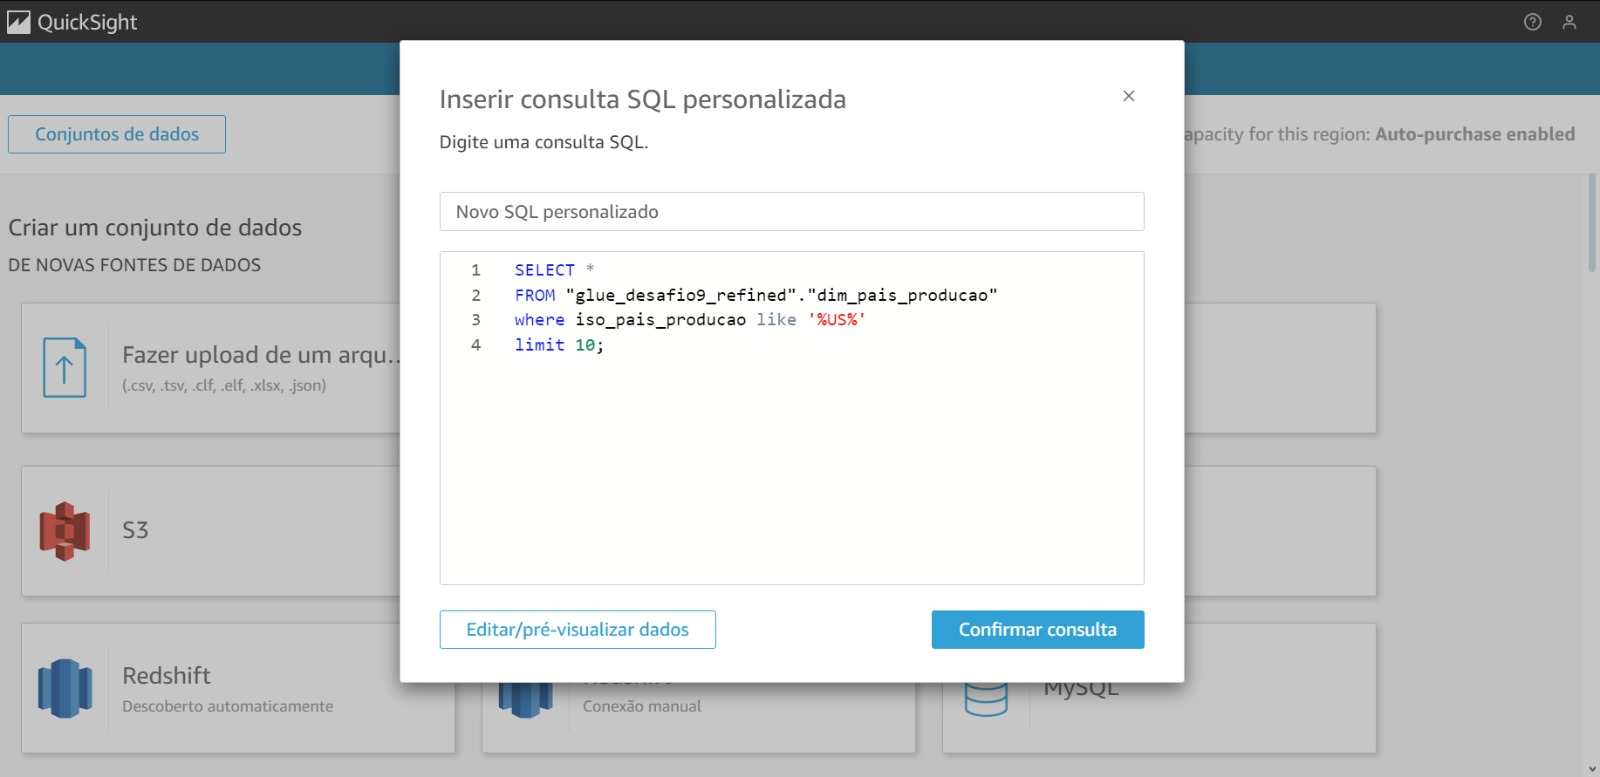 QuickSight
Conjuntos de dados
apacity for this region: Auto-purchase enabled
Criar um conjunto de dados
DE NOVAS FONTES DE DADOS
Fazer upload de um arqu...
(.csv, .tsv, .clf, .elf, .xlsx, .json)
S3
Redshift
Descoberto automaticamente
Redshift
Conexão manual
MySQL
Inserir consulta SQL personalizada
×
Digite uma consulta SQL.
Novo SQL personalizado
1 SELECT *
2 FROM "glue_desafio9_refined"."dim_pais_producao"
3 where iso_pais_producao like '%US%'
4 limit 10;
Editar/pré-visualizar dados
Confirmar consulta